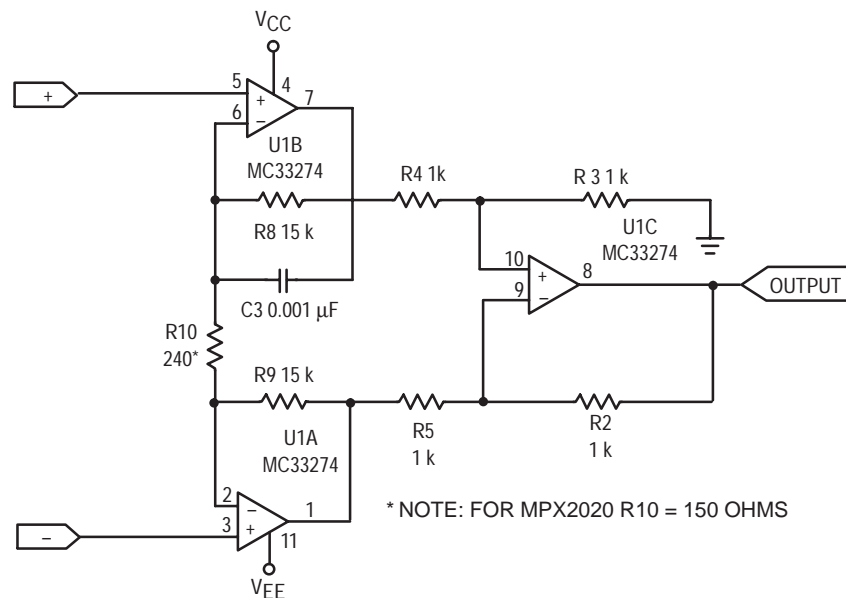 VCC
+
5
4
+
7
6
−
U1B
MC33274
R4 1k
R 3 1 k
R8 15 k
U1C
MC33274
10
+
8
9
−
OUTPUT
C3 0.001 μF
R10
240*
R9 15 k
R5
1 k
R2
1 k
U1A
MC33274
2
−
1
3
+
* NOTE: FOR MPX2020 R10 = 150 OHMS
−
11
VEE